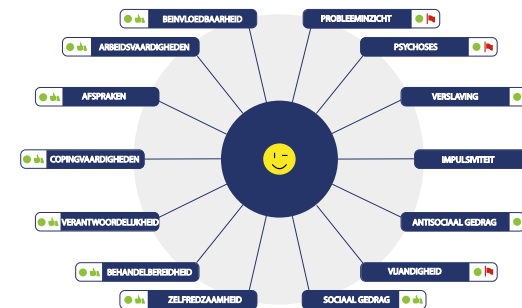 BEINVLOEDBAARHEID
PROBLEEMINZICHT
ARBEIDSVAARDIGHEDEN
PSYCHOSES
AFSPRAKEN
VERSLAVING
COPINGVAARDIGHEDEN
IMPULSIVITEIT
VERANTWOORDELIJKHEID
ANTISOCIAAL GEDRAG
BEHANDELBEREIDHEID
VIJANDIGHEID
ZELFREDZAAMHEID
SOCIAAL GEDRAG